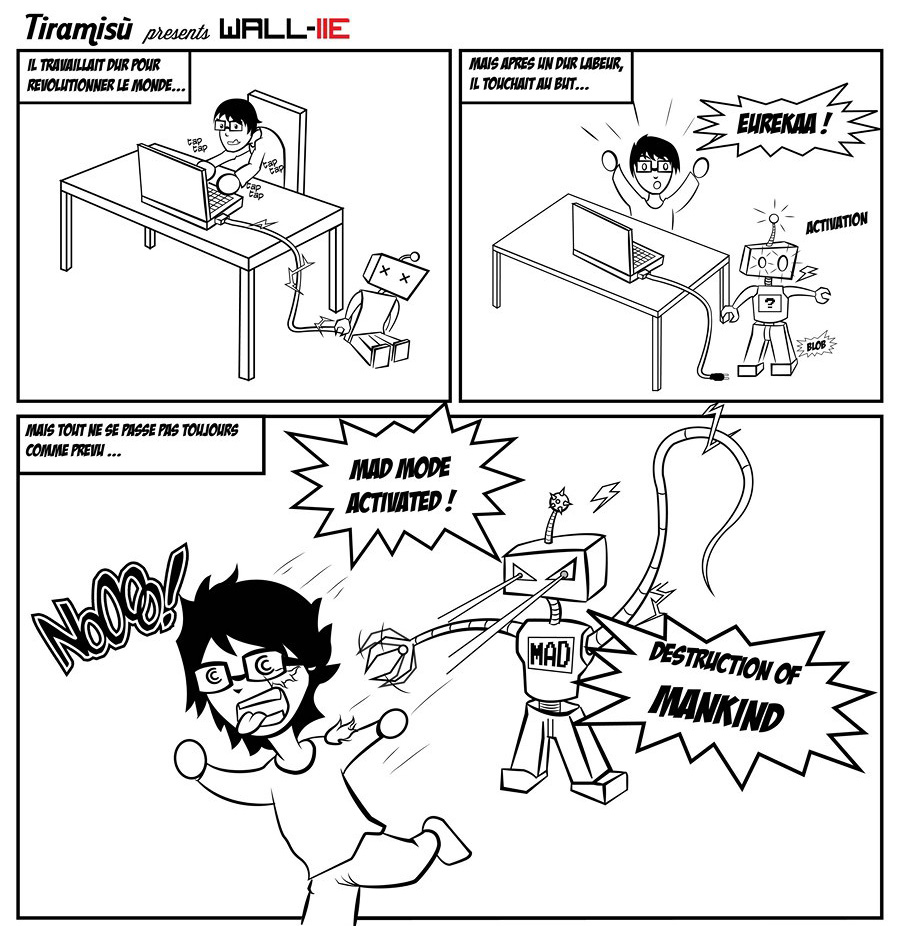 Tiramisù presents WALL-IIE
IL TRAVAILLAIT DUR POUR
REVOLUTIONNER LE MONDE...
tap
tap
tap
tap
tap
tap
MAIS APRES UN DUR LABEUR,
IL TOUCHAIT AU BUT...
EUREKAA !
ACTIVATION
?
BLOB
MAIS TOUT NE SE PASSE PAS TOUJOURS
COMME PREVU ...
MAD MODE
ACTIVATED !
NoOOoo!
MAD
DESTRUCTION OF
MANKIND